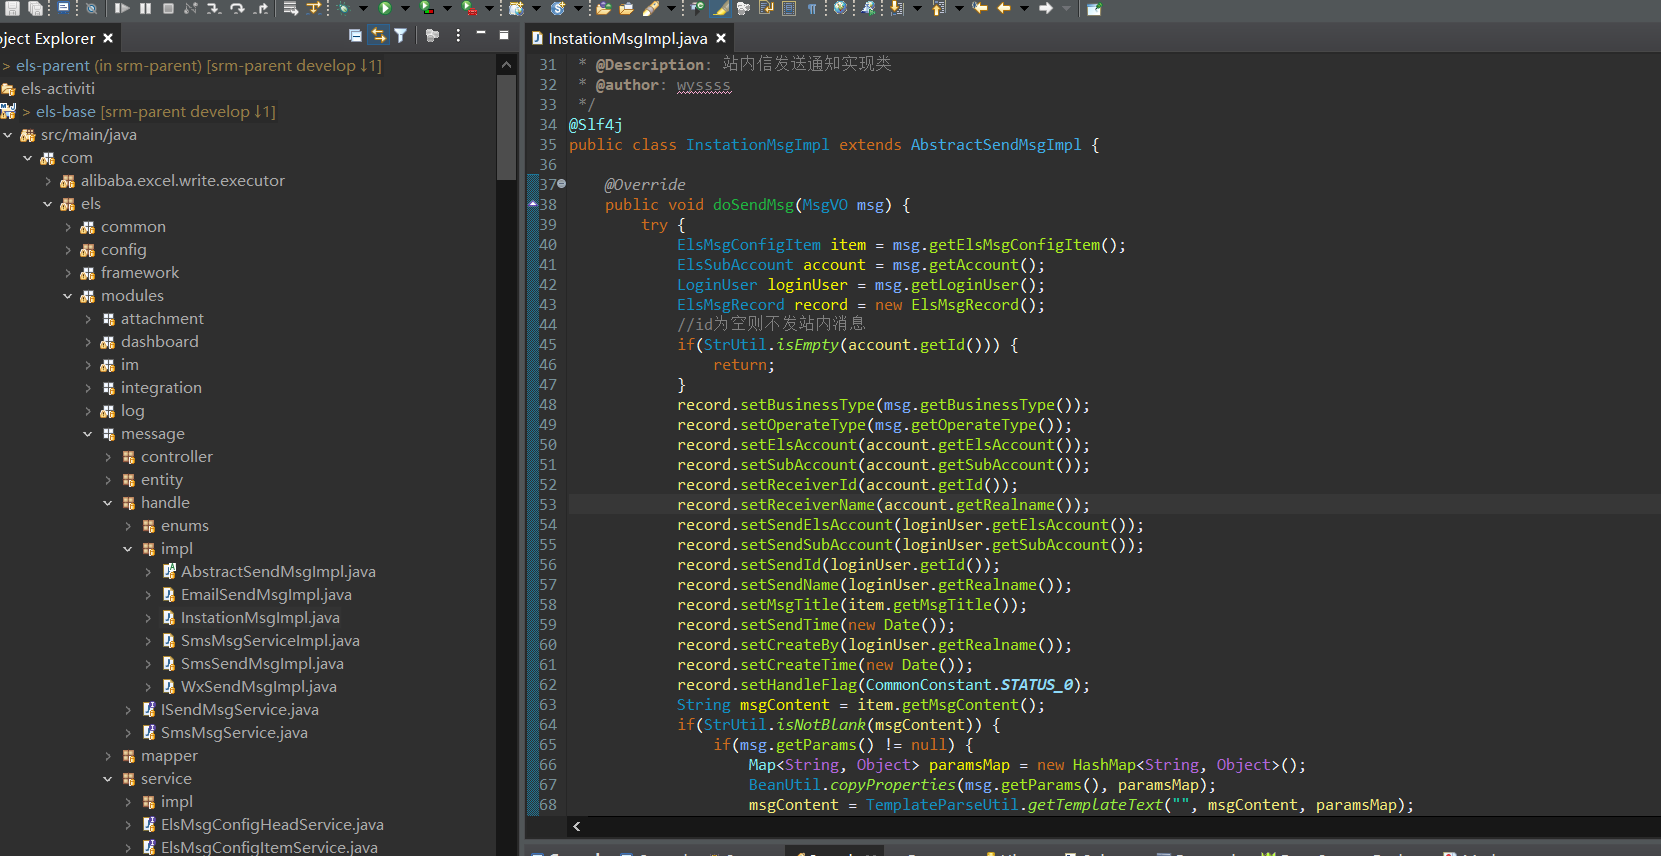 ject Explorer
els-parent (in srm-parent) [srm-parent develop ↓1]
els-activiti
els-base [srm-parent develop ↓1]
src/main/java
com
alibaba.excel.write.executor
els
common
config
framework
modules
attachment
dashboard
im
integration
log
message
controller
entity
handle
enums
impl
AbstractSendMsgImpl.java
EmailSendMsgImpl.java
InstationMsgImpl.java
SmsMsgServiceImpl.java
SmsSendMsgImpl.java
WxSendMsgImpl.java
ISendMsgService.java
SmsMsgService.java
mapper
service
impl
ElsMsgConfigHeadService.java
ElsMsgConfigItemService.java
InstationMsgImpl.java
31 * @Description: 站内信发送通知实现类
32 * @author: wyssss
33 */
34 @Slf4j
35 public class InstationMsgImpl extends AbstractSendMsgImpl {
36
37 @Override
38 public void doSendMsg(MsgVO msg) {
39 try {
40 ElsMsgConfigItem item = msg.getElsMsgConfigItem();
41 ElsSubAccount account = msg.getAccount();
42 LoginUser loginUser = msg.getLoginUser();
43 ElsMsgRecord record = new ElsMsgRecord();
44 //id为空则不发站内消息
45 if(StrUtil.isEmpty(account.getId())) {
46 return;
47 }
48 record.setBusinessType(msg.getBusinessType());
49 record.setOperateType(msg.getOperateType());
50 record.setElsAccount(account.getElsAccount());
51 record.setSubAccount(account.getSubAccount());
52 record.setReceiverId(account.getId());
53 record.setReceiverName(account.getRealname());
54 record.setSendElsAccount(loginUser.getElsAccount());
55 record.setSendSubAccount(loginUser.getSubAccount());
56 record.setSendId(loginUser.getId());
57 record.setSendName(loginUser.getRealname());
58 record.setMsgTitle(item.getMsgTitle());
59 record.setSendTime(new Date());
60 record.setCreateBy(loginUser.getRealname());
61 record.setCreateTime(new Date());
62 record.setHandleFlag(CommonConstant.STATUS_0);
63 String msgContent = item.getMsgContent();
64 if(StrUtil.isNotBlank(msgContent)) {
65 if(msg.getParams() != null) {
66 Map<String, Object> paramsMap = new HashMap<String, Object>();
67 BeanUtil.copyProperties(msg.getParams(), paramsMap);
68 msgContent = TemplateParseUtil.getTemplateText("", msgContent, paramsMap);